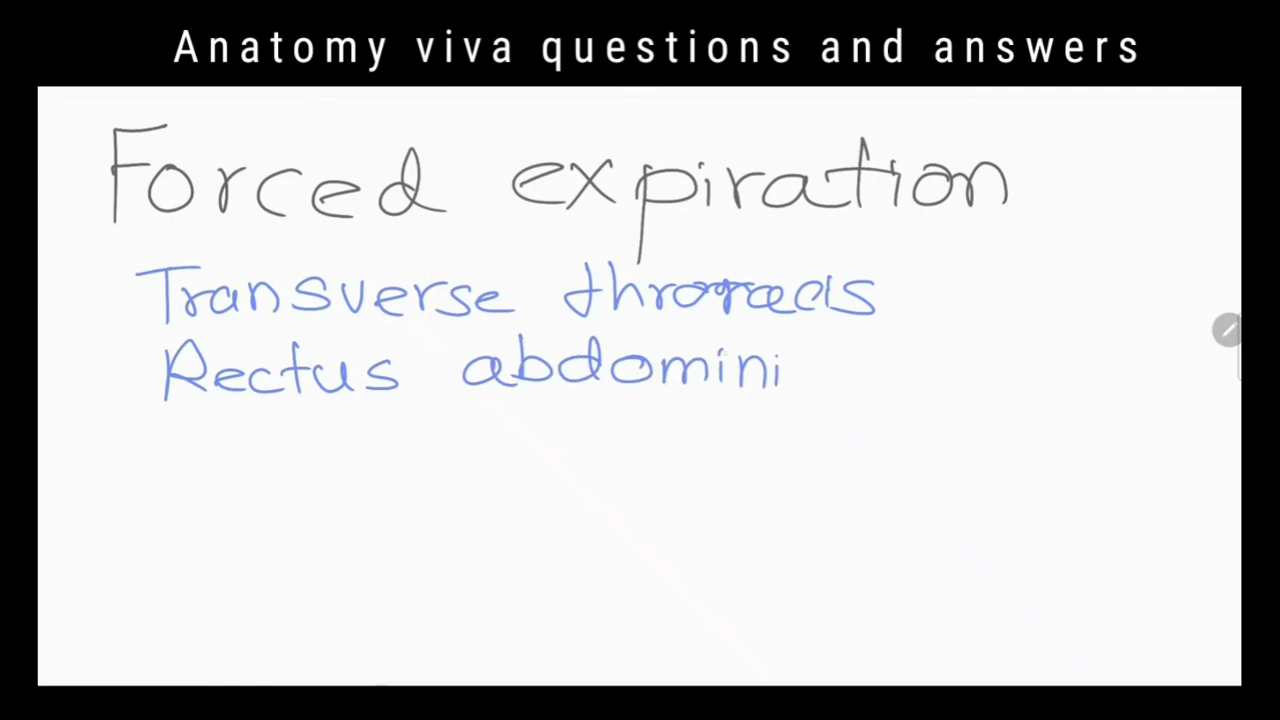 Anatomy viva questions and answers
Forced expiration
Transverse
Rectus abdomini